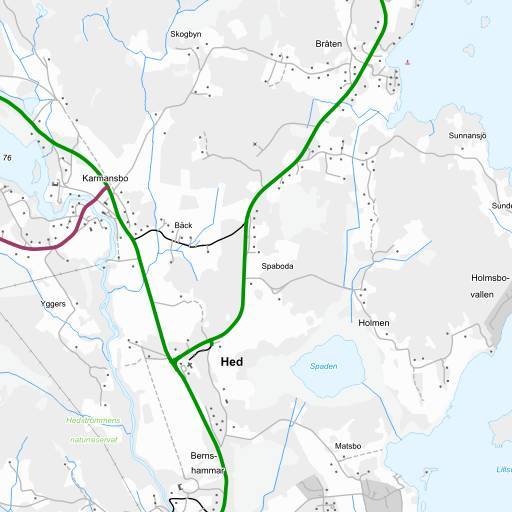 Skogbyn
Bråten
Sunnansjö
76
Karmansbo
Sunde
Bäck
Spaboda
Holmsbo-
vallen
Yggers
Holmen
Hed
Spaden
Hedströmmens
naturreservat
Matsbo
Berns-
hammar
Lills